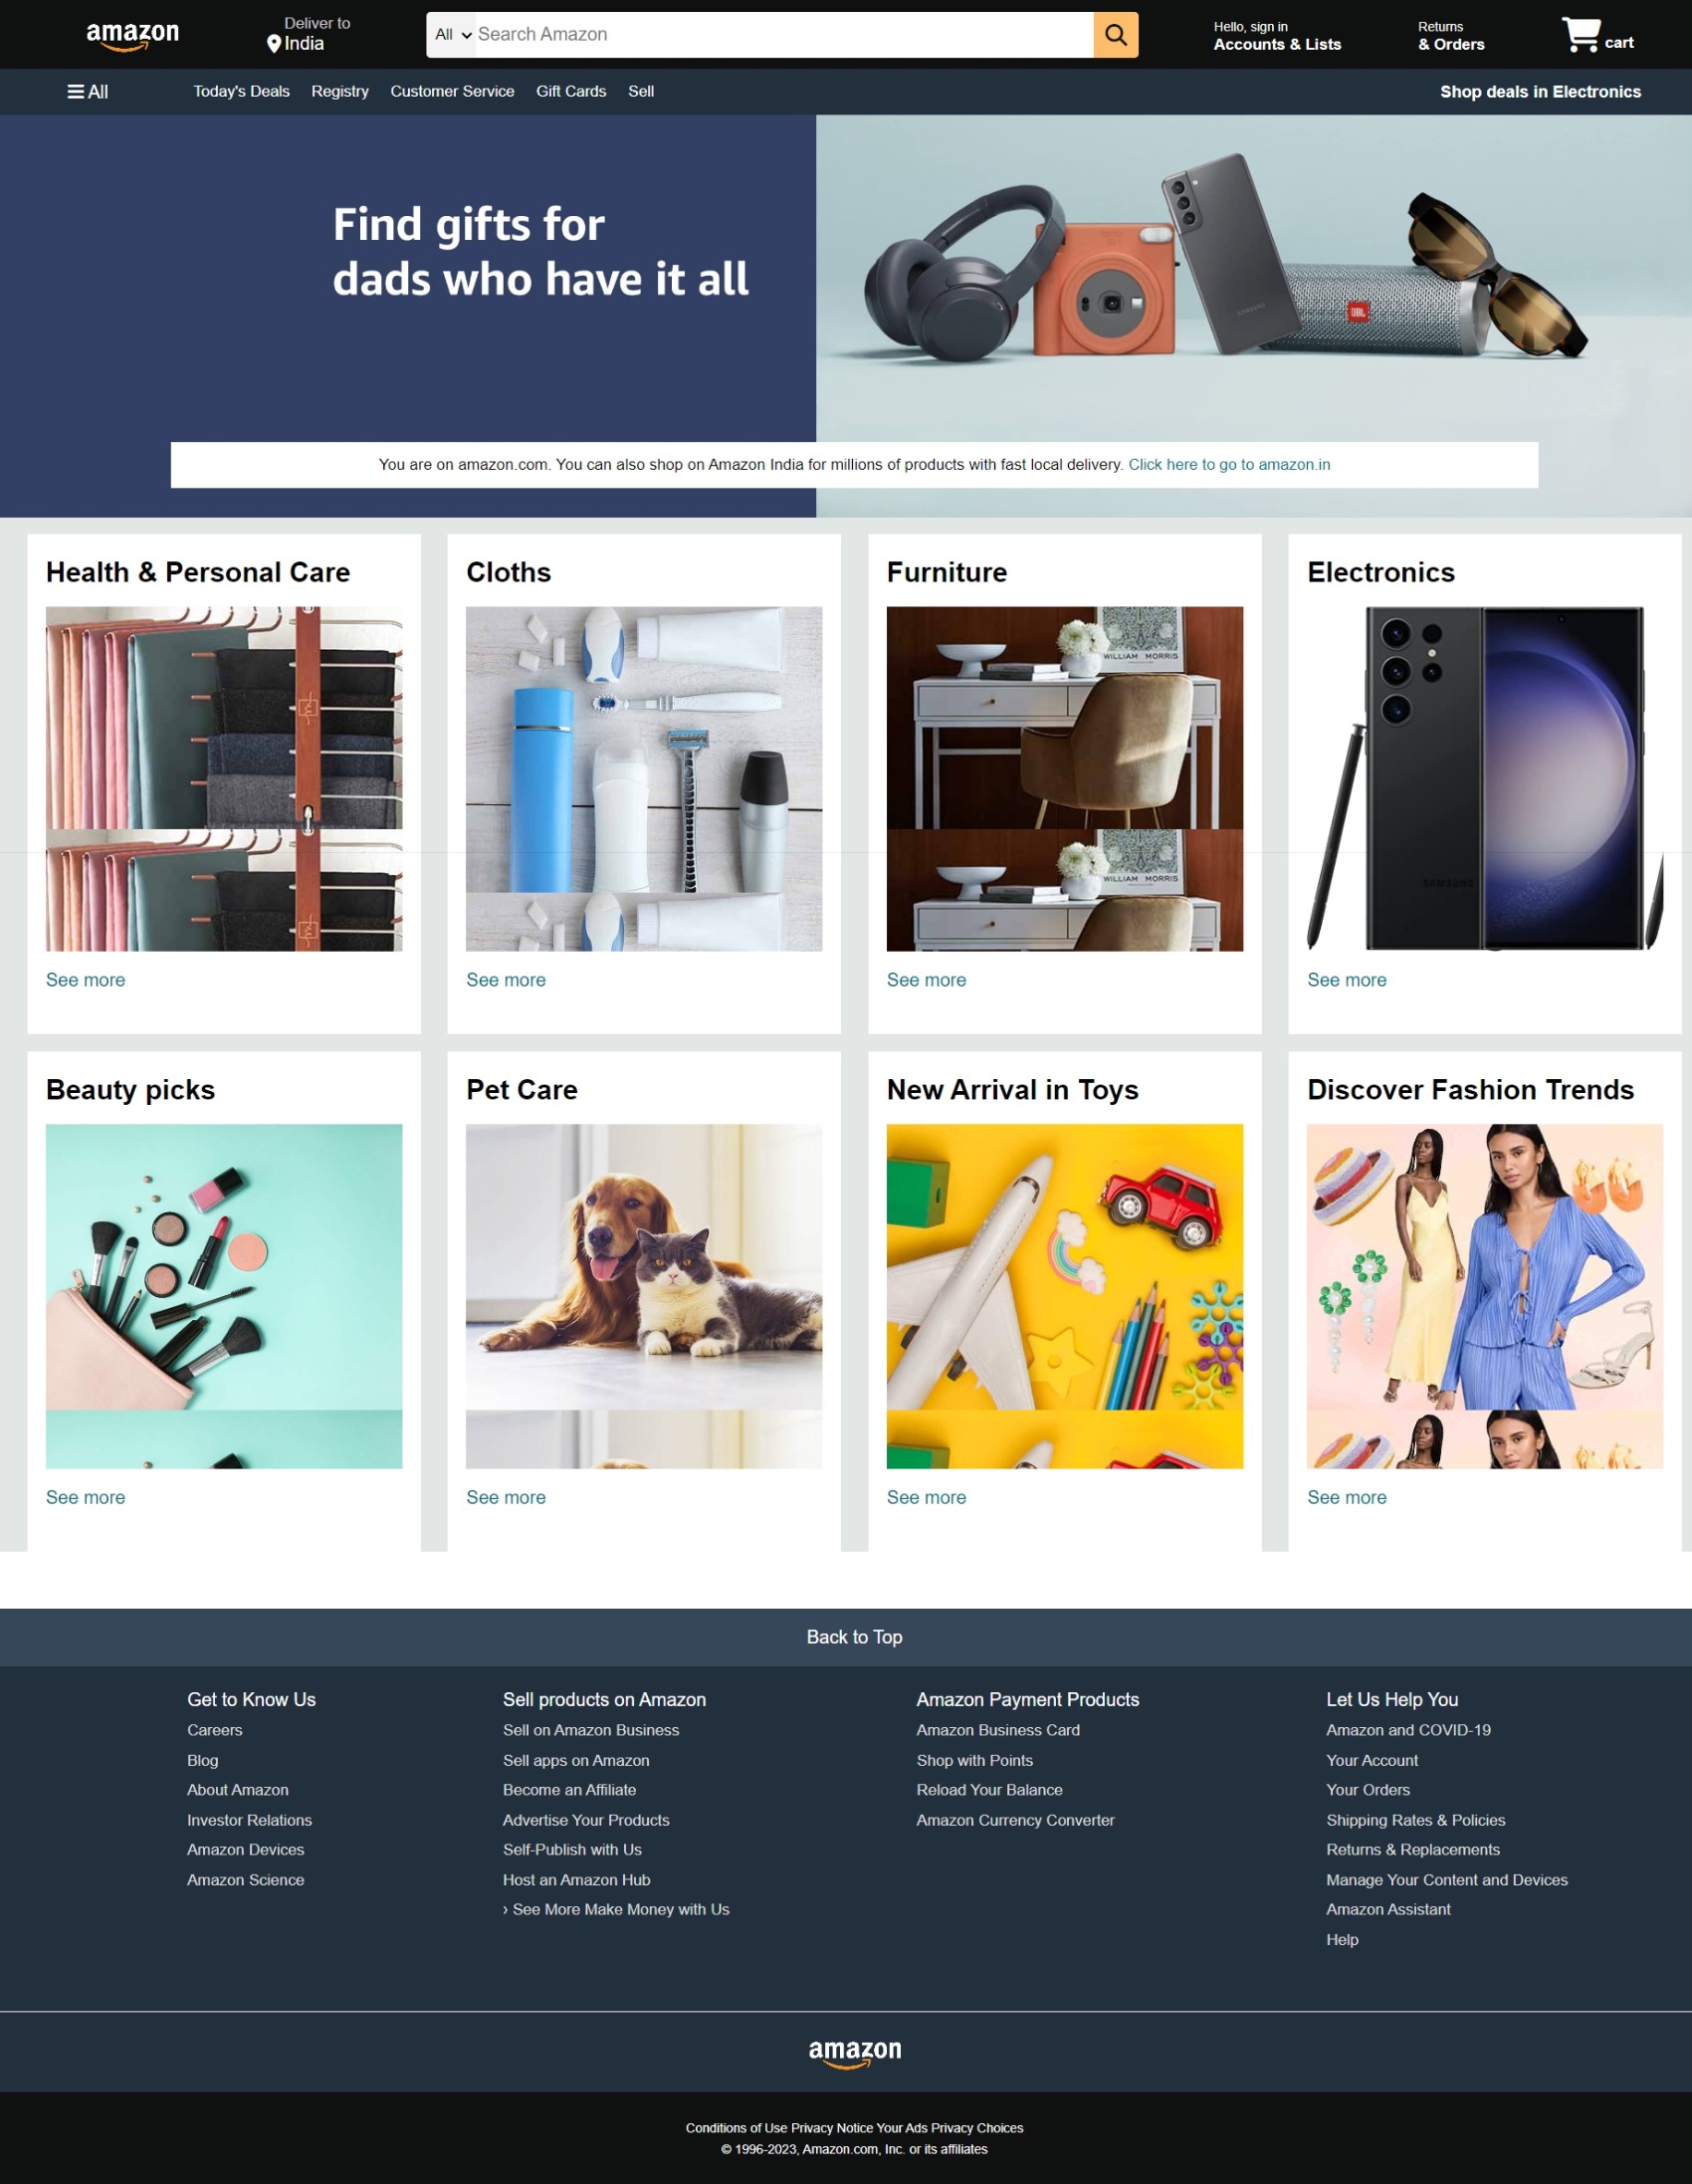 amazon
Deliver to
India
All
Search Amazon
Hello, sign in
Accounts & Lists
Returns
& Orders
cart
All
Today's Deals
Registry
Customer Service
Gift Cards
Sell
Shop deals in Electronics
Find gifts for
dads who have it all
SAMSUNG
JBL
You are on amazon.com. You can also shop on Amazon India for millions of products with fast local delivery. Click here to go to amazon.in
Health & Personal Care
Cloths
Furniture
Electronics
WILLIAM MORRIS
WILLIAM MORRIS
SAMSUNG
See more
See more
See more
See more
Beauty picks
Pet Care
New Arrival in Toys
Discover Fashion Trends
See more
See more
See more
See more
Back to Top
Get to Know Us
Careers
Blog
About Amazon
Investor Relations
Amazon Devices
Amazon Science
Sell products on Amazon
Sell on Amazon Business
Sell apps on Amazon
Become an Affiliate
Advertise Your Products
Self-Publish with Us
Host an Amazon Hub
› See More Make Money with Us
Amazon Payment Products
Amazon Business Card
Shop with Points
Reload Your Balance
Amazon Currency Converter
Let Us Help You
Amazon and COVID-19
Your Account
Your Orders
Shipping Rates & Policies
Returns & Replacements
Manage Your Content and Devices
Amazon Assistant
Help
amazon
Conditions of Use Privacy Notice Your Ads Privacy Choices
© 1996-2023, Amazon.com, Inc. or its affiliates